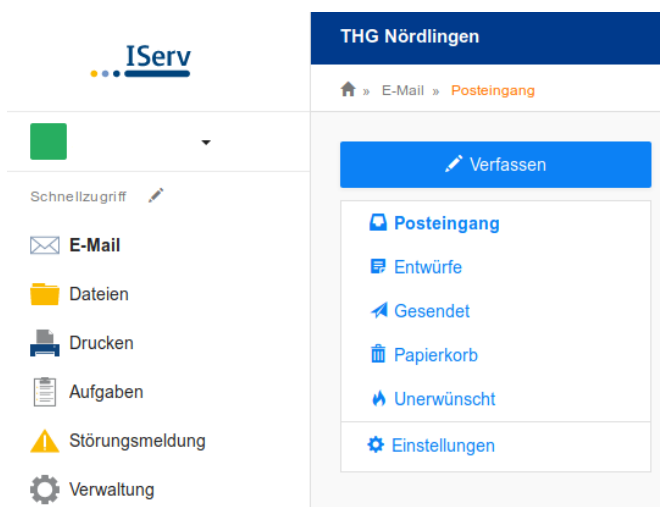 IServ
THG Nördlingen
E-Mail » Posteingang
Schnellzugriff
E-Mail
Dateien
Drucken
Aufgaben
Störungsmeldung
Verwaltung
Verfassen
Posteingang
Entwürfe
Gesendet
Papierkorb
Unerwünscht
Einstellungen